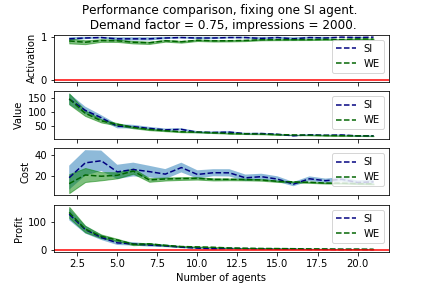 Performance comparison, fixing one SI agent.
Demand factor = 0.75, impressions = 2000.
Activation
1
0
SI
WE
Value
150
100
50
SI
WE
Cost
40
20
SI
WE
Profit
100
0
SI
WE
2.5 5.0 7.5 10.0 12.5 15.0 17.5 20.0
Number of agents